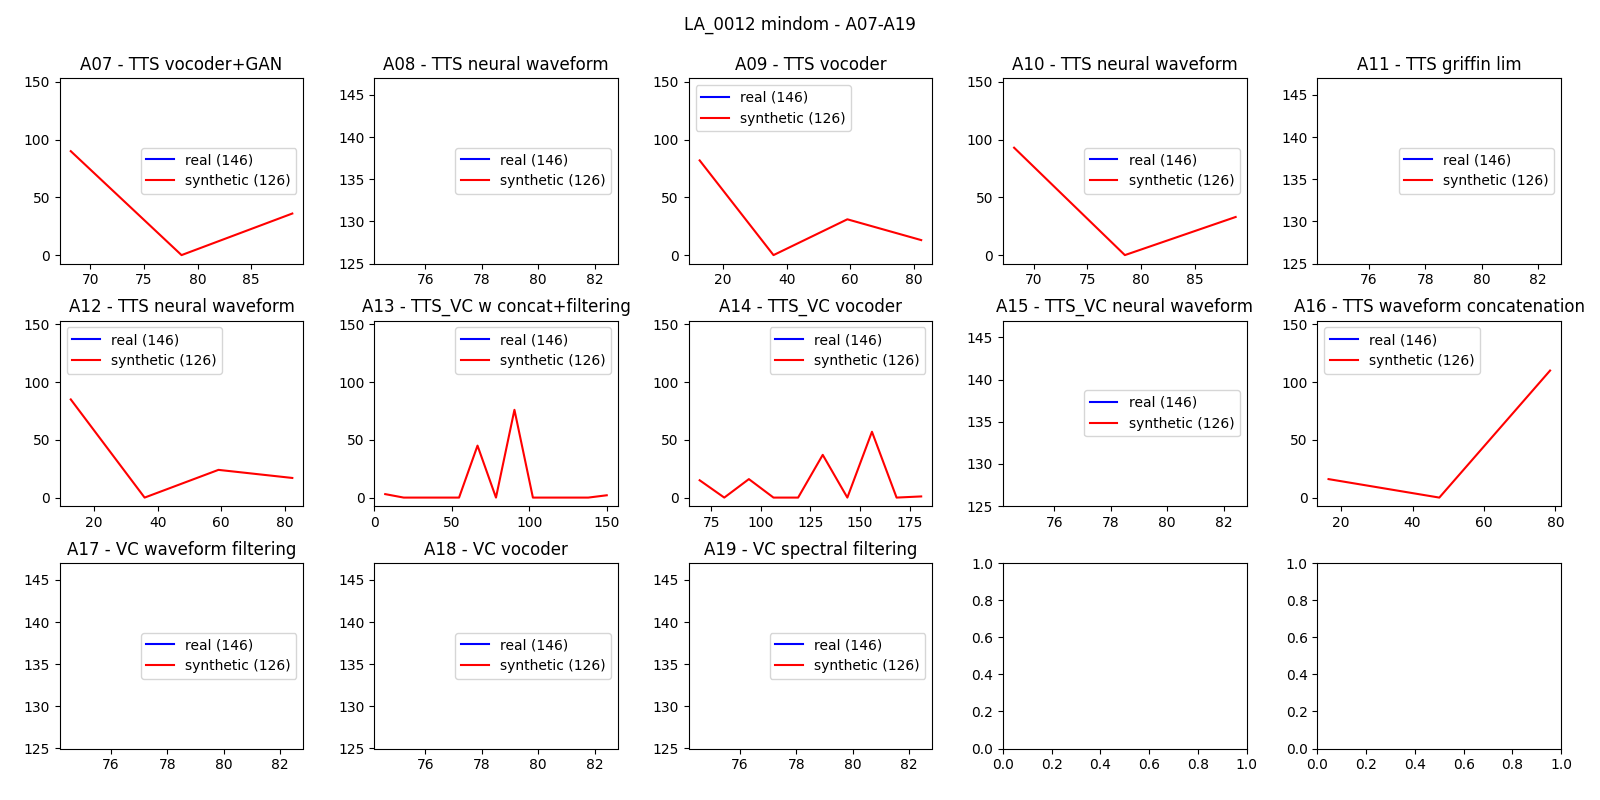 LA_0012 mindom - A07-A19
A07 - TTS vocoder+GAN
150
100
50
0
70 75 80 85
real (146)
synthetic (126)
A08 - TTS neural waveform
145
140
135
130
125
76 78 80 82
real (146)
synthetic (126)
A09 - TTS vocoder
150
100
50
0
20 40 60 80
real (146)
synthetic (126)
A10 - TTS neural waveform
150
100
50
0
70 75 80 85
real (146)
synthetic (126)
A11 - TTS griffin lim
145
140
135
130
125
76 78 80 82
real (146)
synthetic (126)
A12 - TTS neural waveform
150
100
50
0
20 40 60 80
real (146)
synthetic (126)
A13 - TTS_VC w concat+filtering
150
100
50
0
0 50 100 150
real (146)
synthetic (126)
A14 - TTS_VC vocoder
150
100
50
0
75 100 125 150 175
real (146)
synthetic (126)
A15 - TTS_VC neural waveform
145
140
135
130
125
76 78 80 82
real (146)
synthetic (126)
A16 - TTS waveform concatenation
150
100
50
0
20 40 60 80
real (146)
synthetic (126)
A17 - VC waveform filtering
145
140
135
130
125
76 78 80 82
real (146)
synthetic (126)
A18 - VC vocoder
145
140
135
130
125
76 78 80 82
real (146)
synthetic (126)
A19 - VC spectral filtering
145
140
135
130
125
76 78 80 82
real (146)
synthetic (126)
1.0
0.8
0.6
0.4
0.2
0.0
0.0 0.2 0.4 0.6 0.8 1.0
1.0
0.8
0.6
0.4
0.2
0.0
0.0 0.2 0.4 0.6 0.8 1.0